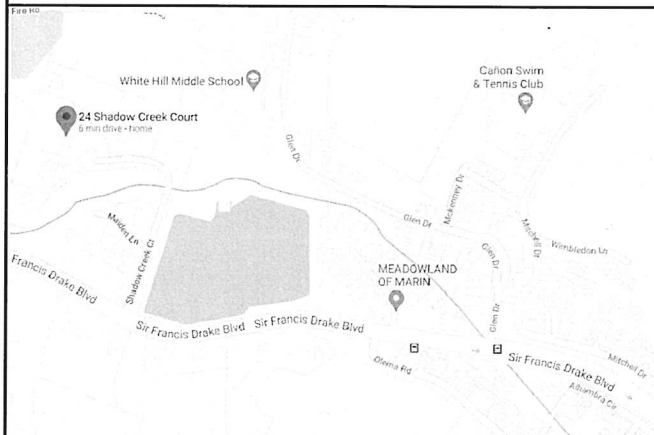 Fire Rd
White Hill Middle School
Cañon Swim
& Tennis Club
24 Shadow Creek Court
6 min drive - home
Glen Dr
Mckenney Dr
Glen Dr
Mitchell Dr
Wimbledon Ln
Maiden Ln
Shadow Creek Ct
Glen Dr
Francis Drake Blvd
MEADOWLAND
OF MARIN
Glen Dr
Sir Francis Drake Blvd
Sir Francis Drake Blvd
Sir Francis Drake Blvd
Mitchell Dr
Olema Rd
Alhambra Cir